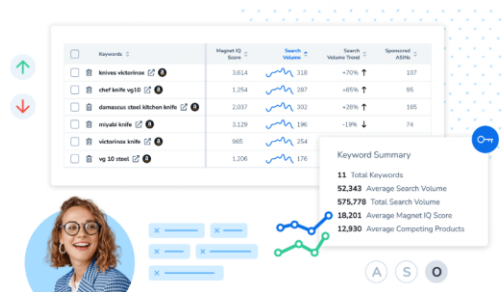 Keywords Magnet IQ Score Search Volume Search Volume Trend Sponsored ASINs
knives victorinox 3,614 318 +70% 107
chef knife vg10 1,254 287 +65% 95
damascus steel kitchen knife 2,037 302 +28% 165
miyabi knife 3,129 196 -19% 74
victorinox knife 965 254
vg 10 steel 1,206 176
Keyword Summary
11 Total Keywords
52,343 Average Search Volume
575,778 Total Search Volume
18,201 Average Magnet IQ Score
12,930 Average Competing Products
A S O